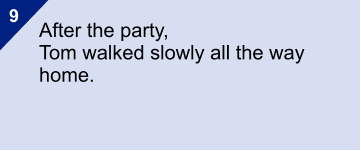 9
After the party,
Tom walked slowly all the way
home.